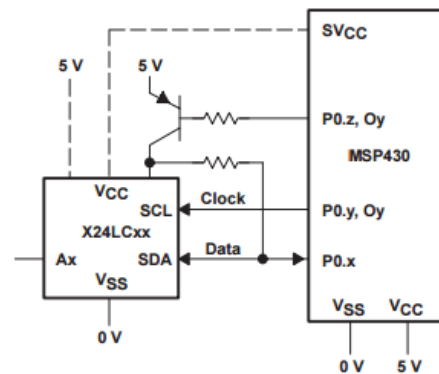 SVCC
5 V
5 V
P0.z, Oy
MSP430
VCC
Clock
SCL
P0.y, Oy
X24LCxx
Data
Ax
SDA
P0.x
VSS
VSS
VCC
0 V
0 V
5 V